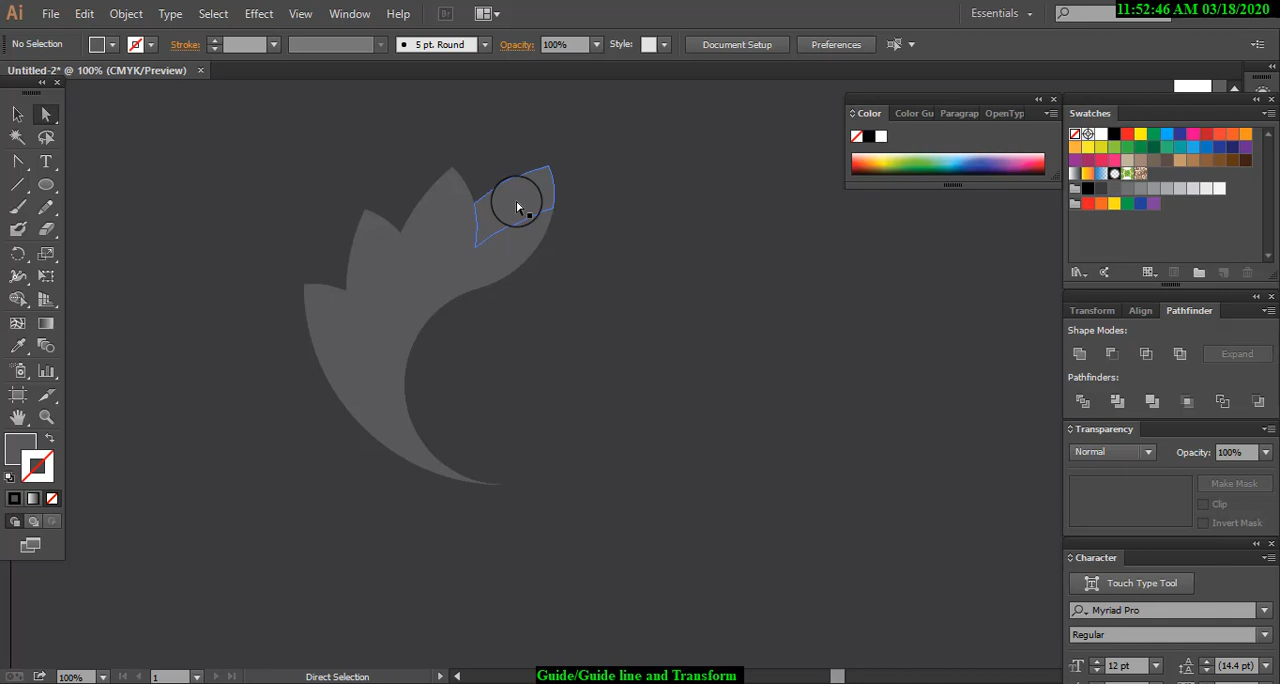 Ai File Edit Object Type Select Effect View Window Help Br Essentials 11:52:46 AM 03/18/2020
No Selection Stroke: 5 pt. Round Opacity: 100% Style: Document Setup Preferences
Untitled-2* @ 100% (CMYK/Preview)
Color Color Gu Paragrap OpenTyp
Swatches
Transform Align Pathfinder
Shape Modes:
Expand
Pathfinders:
Transparency
Normal Opacity: 100%
Make Mask
Clip
Invert Mask
Character
Touch Type Tool
Myriad Pro
Regular
12 pt (14.4 pt)
100% 1 Direct Selection Guide/Guide line and Transform